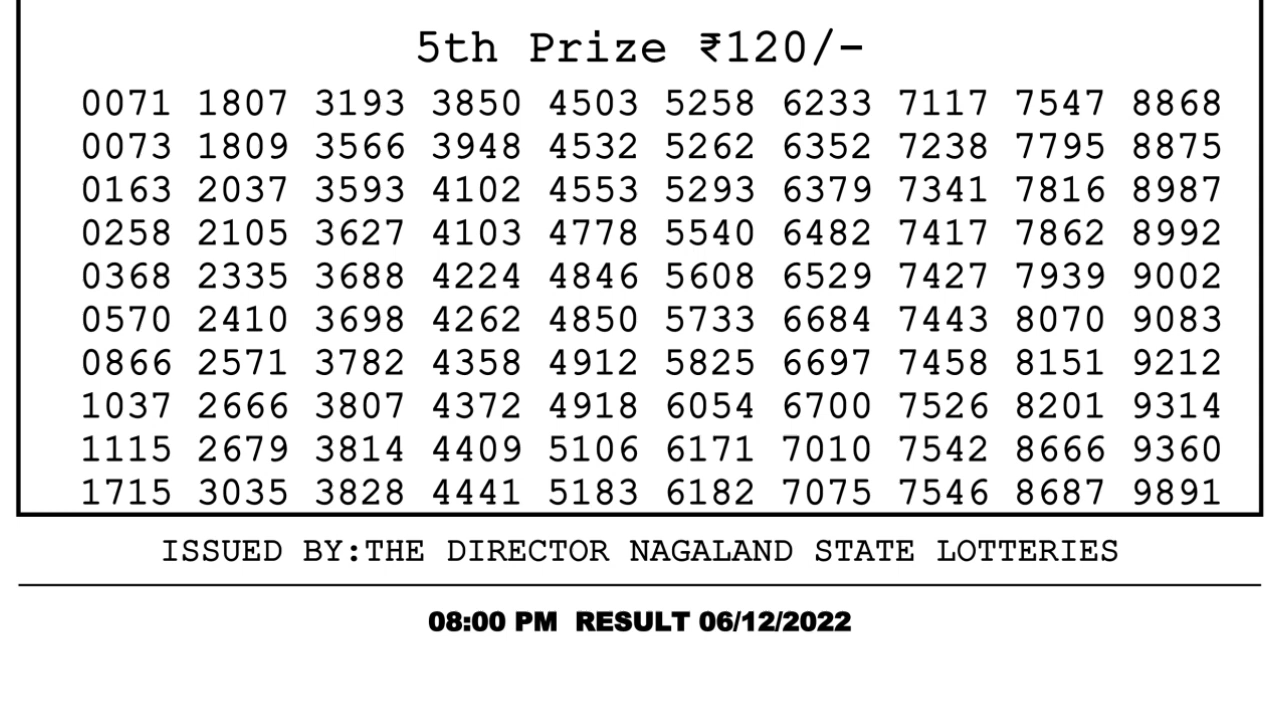 5th Prize ₹120/-
0071 1807 3193 3850 4503 5258 6233 7117 7547 8868
0073 1809 3566 3948 4532 5262 6352 7238 7795 8875
0163 2037 3593 4102 4553 5293 6379 7341 7816 8987
0258 2105 3627 4103 4778 5540 6482 7417 7862 8992
0368 2335 3688 4224 4846 5608 6529 7427 7939 9002
0570 2410 3698 4262 4850 5733 6684 7443 8070 9083
0866 2571 3782 4358 4912 5825 6697 7458 8151 9212
1037 2666 3807 4372 4918 6054 6700 7526 8201 9314
1115 2679 3814 4409 5106 6171 7010 7542 8666 9360
1715 3035 3828 4441 5183 6182 7075 7546 8687 9891
ISSUED BY:THE DIRECTOR NAGALAND STATE LOTTERIES
08:00 PM RESULT 06/12/2022